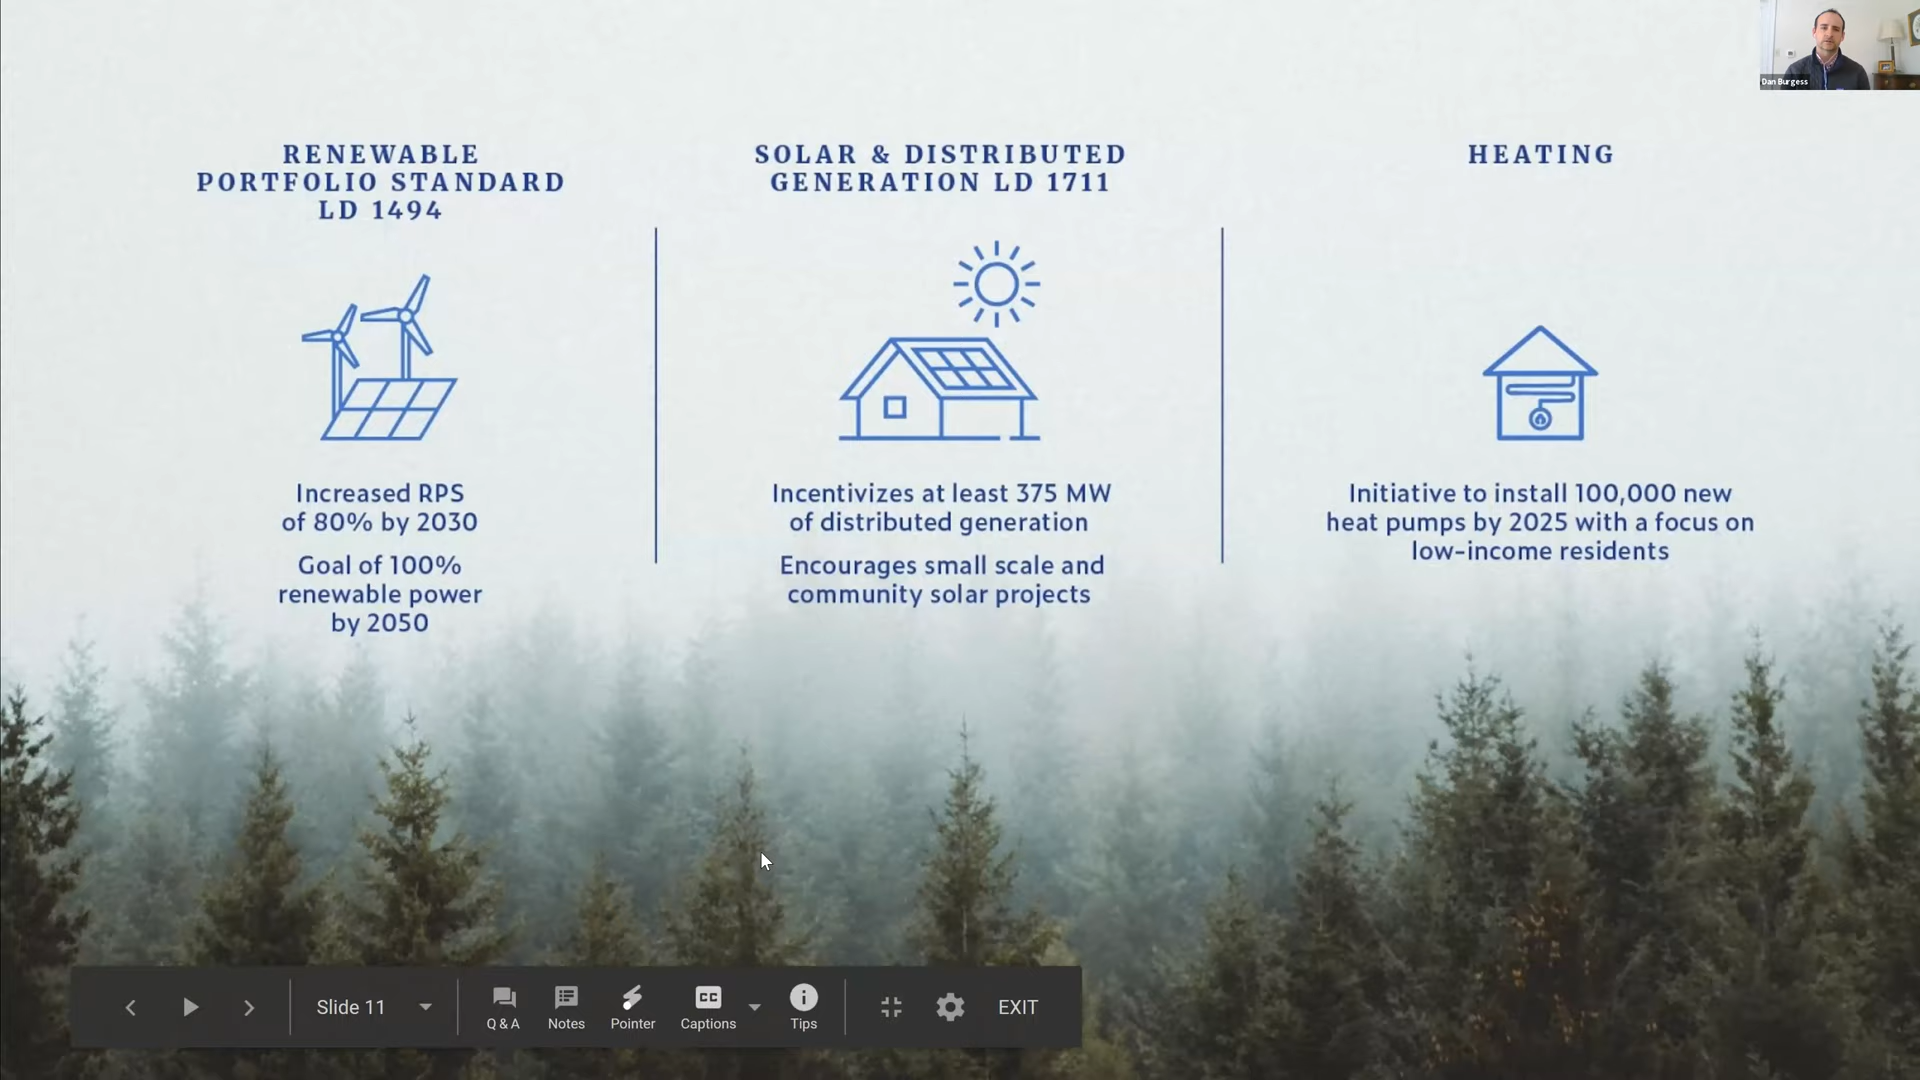 Dan Burgess
RENEWABLE
PORTFOLIO STANDARD
LD 1494
Increased RPS
of 80% by 2030
Goal of 100%
renewable power
by 2050
SOLAR & DISTRIBUTED
GENERATION LD 1711
Incentivizes at least 375 MW
of distributed generation
Encourages small scale and
community solar projects
HEATING
Initiative to install 100,000 new
heat pumps by 2025 with a focus on
low-income residents
Slide 11
Q & A
Notes
Pointer
CC
Captions
Tips
EXIT